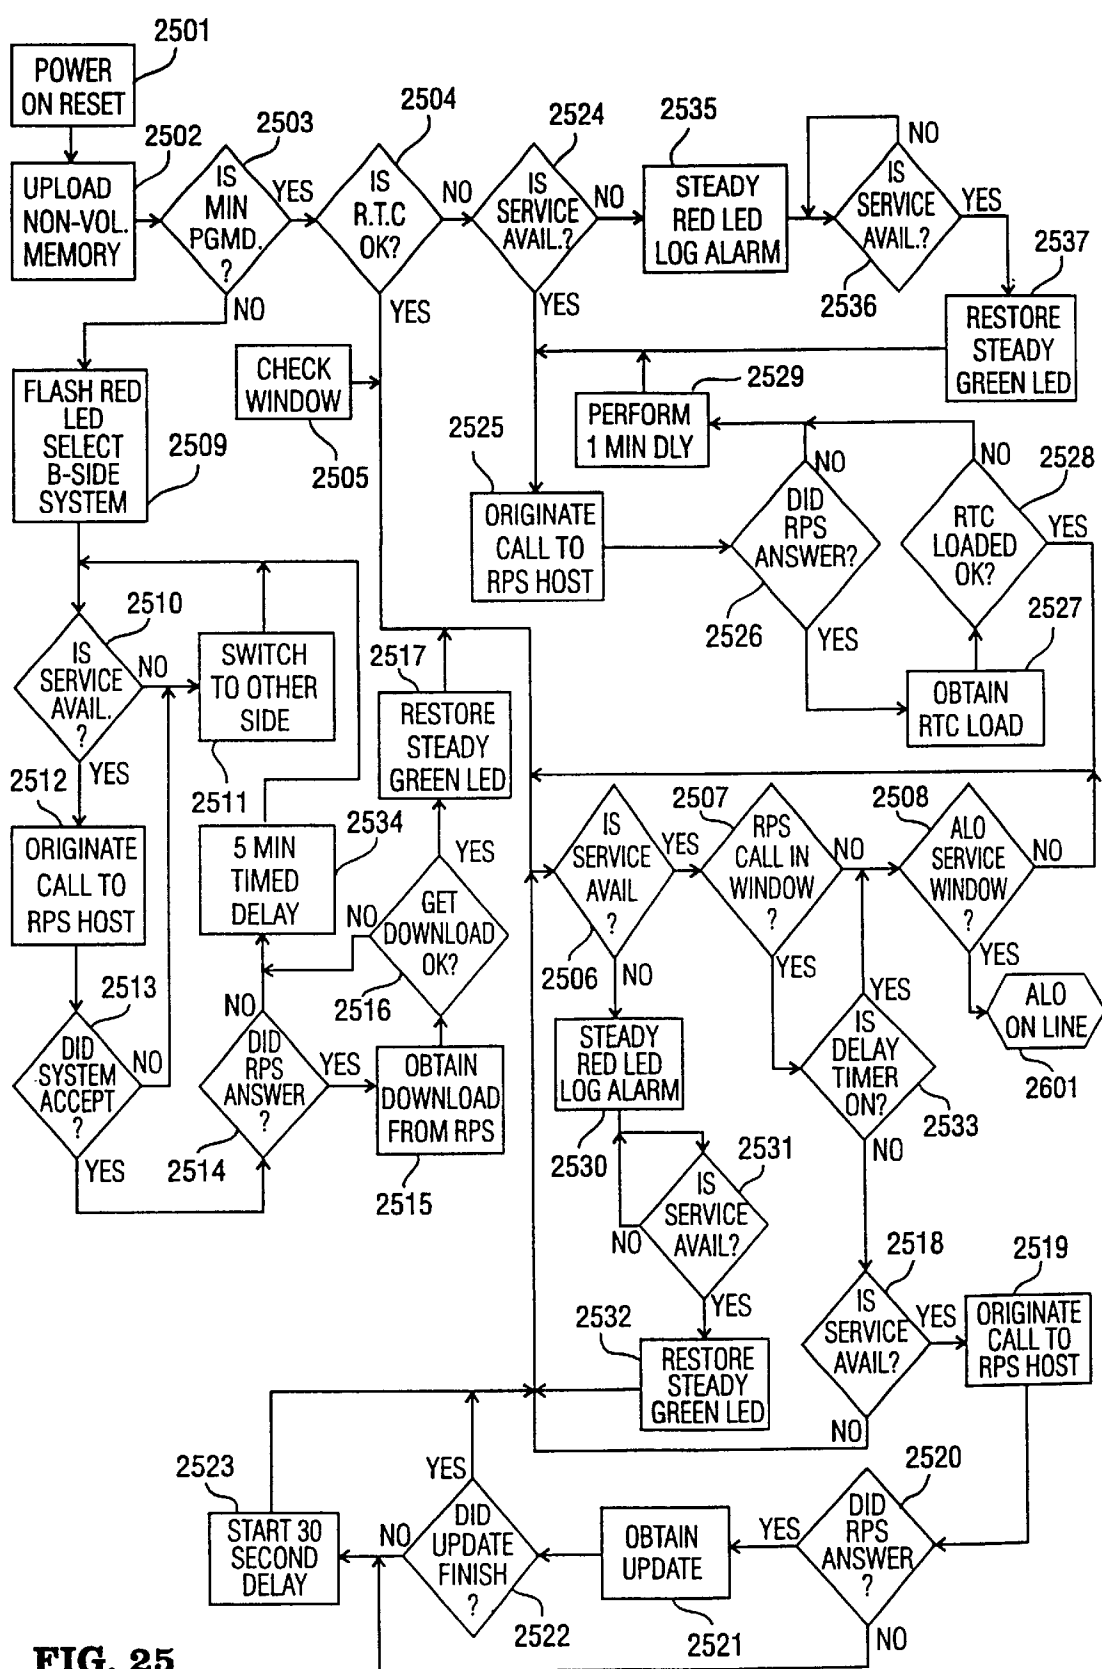 2501
POWER
ON RESET
2502
UPLOAD
NON-VOL.
MEMORY
2503
IS
MIN
PGMD.
?
YES
NO
2504
IS
R.T.C
OK?
NO
YES
2524
IS
SERVICE
AVAIL.?
NO
YES
2535
STEADY
RED LED
LOG ALARM
NO
IS
SERVICE
AVAIL.?
YES
2536
2537
RESTORE
STEADY
GREEN LED
CHECK
WINDOW
2505
2529
PERFORM
1 MIN DLY
FLASH RED
LED
SELECT
B-SIDE
SYSTEM
2509
2525
ORIGINATE
CALL TO
RPS HOST
NO
DID
RPS
ANSWER?
2526
YES
NO
2528
RTC
LOADED
OK?
YES
2527
OBTAIN
RTC LOAD
2510
IS
SERVICE
AVAIL.
?
NO
YES
SWITCH
TO OTHER
SIDE
2511
2517
RESTORE
STEADY
GREEN LED
2512
ORIGINATE
CALL TO
RPS HOST
2534
5 MIN
TIMED
DELAY
YES
NO
GET
DOWNLOAD
OK?
2516
IS
SERVICE
AVAIL
?
YES
2506
NO
2507
RPS
CALL IN
WINDOW
?
NO
YES
2508
ALO
SERVICE
WINDOW
?
NO
YES
ALO
ON LINE
2601
2513
DID
SYSTEM
ACCEPT
?
NO
YES
NO
DID
RPS
ANSWER
?
YES
2514
OBTAIN
DOWNLOAD
FROM RPS
2515
STEADY
RED LED
LOG ALARM
2530
YES
IS
DELAY
TIMER
ON?
2533
NO
2531
IS
SERVICE
AVAIL?
NO
YES
2532
RESTORE
STEADY
GREEN LED
2518
IS
SERVICE
AVAIL?
YES
NO
2519
ORIGINATE
CALL TO
RPS HOST
2523
START 30
SECOND
DELAY
YES
NO
DID
UPDATE
FINISH
?
2522
OBTAIN
UPDATE
2521
YES
2520
DID
RPS
ANSWER
?
NO
FIG. 25